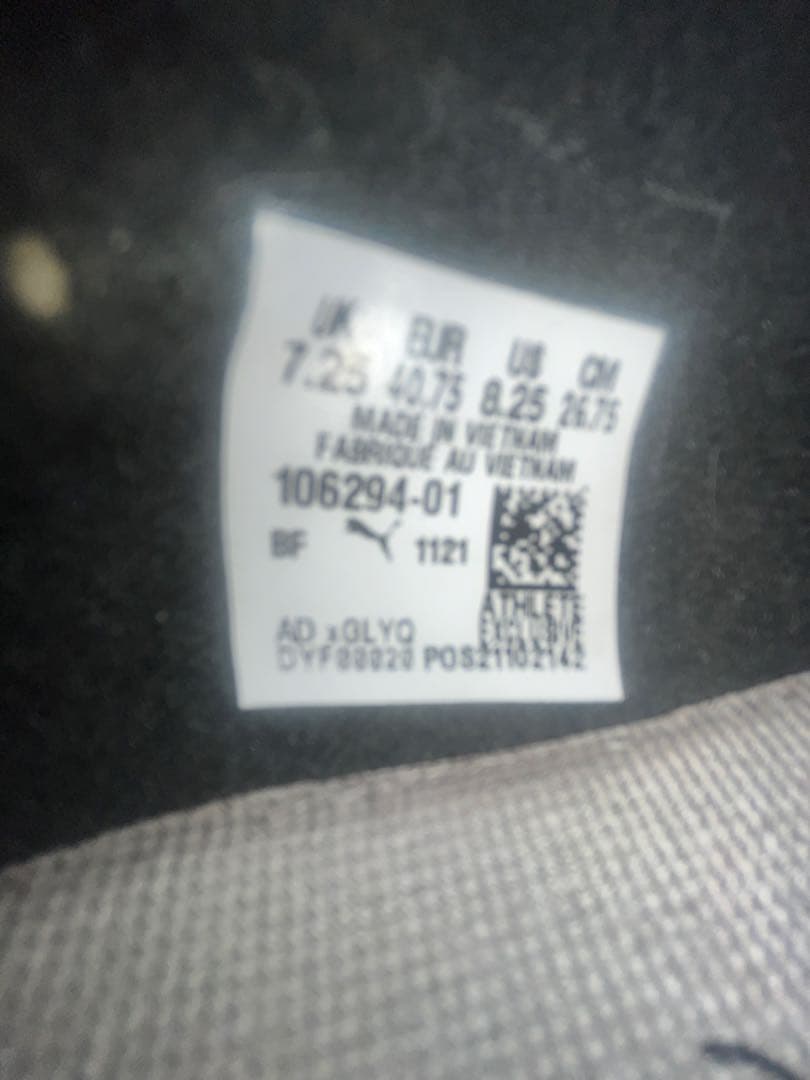 UK EUR US CM
7.25 40.75 8.25 26.75
MADE IN VIETNAM
FABRIQUE AU VIETNAM
106294-01
BF 1121
ATHLETE
EXCLUSIVE
AD xGLYQ
DYF00020 POS21102142